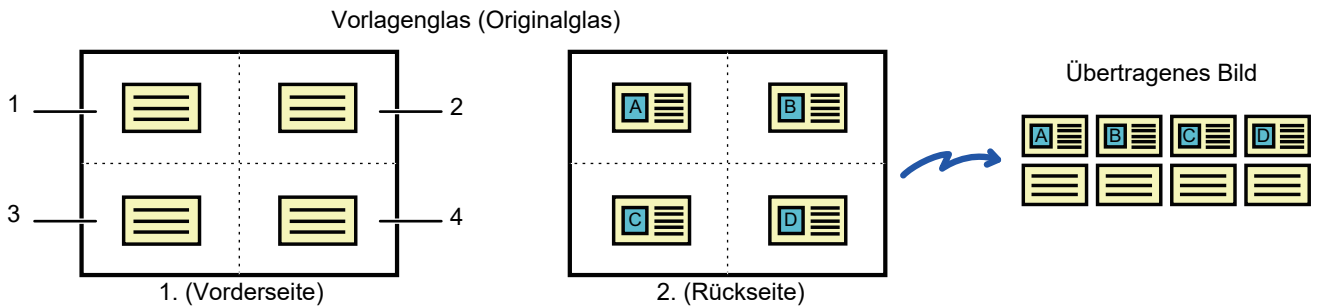 Vorlagenglas (Originalglas)
1
2
3
4
1. (Vorderseite)
A
B
C
D
2. (Rückseite)
Übertragenes Bild
A B C D